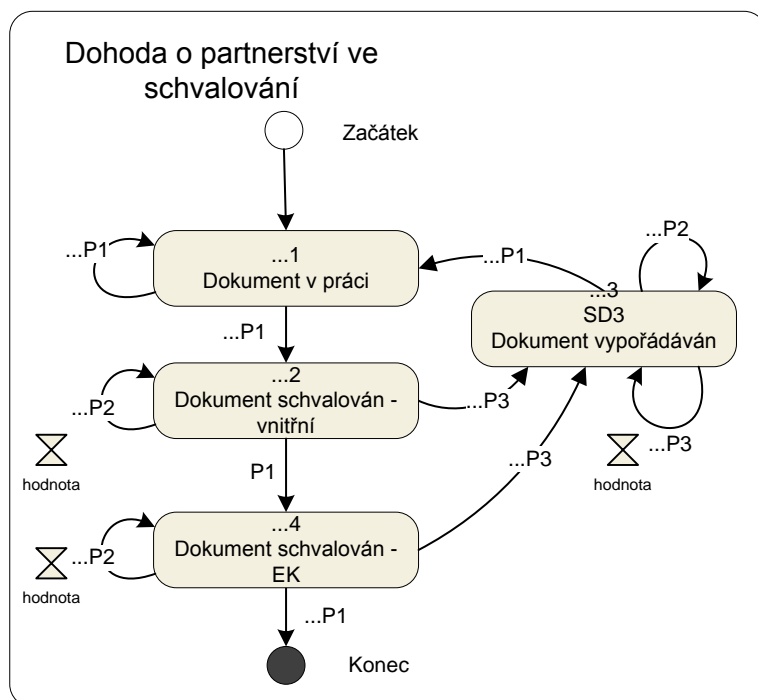 Dohoda o partnerství ve
schvalování
Začátek
...P1
...1
Dokument v práci
...P1
...P2
...3
SD3
Dokument vypořádáván
...P1
...P2
...2
Dokument schvalován -
vnitřní
...P3
...P3
hodnota
hodnota
P1
...P3
...P2
...4
Dokument schvalován -
EK
hodnota
...P1
Konec